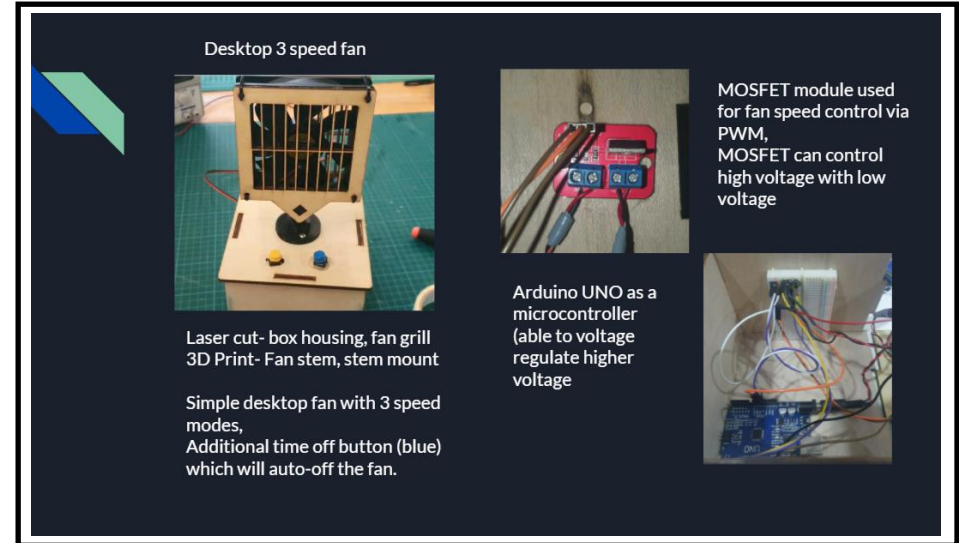 Desktop 3 speed fan
Laser cut- box housing, fan grill
3D Print- Fan stem, stem mount
Simple desktop fan with 3 speed
modes,
Additional time off button (blue)
which will auto-off the fan.
MOSFET module used
for fan speed control via
PWM,
MOSFET can control
high voltage with low
voltage
Arduino UNO as a
microcontroller
(able to voltage
regulate higher
voltage
UNO